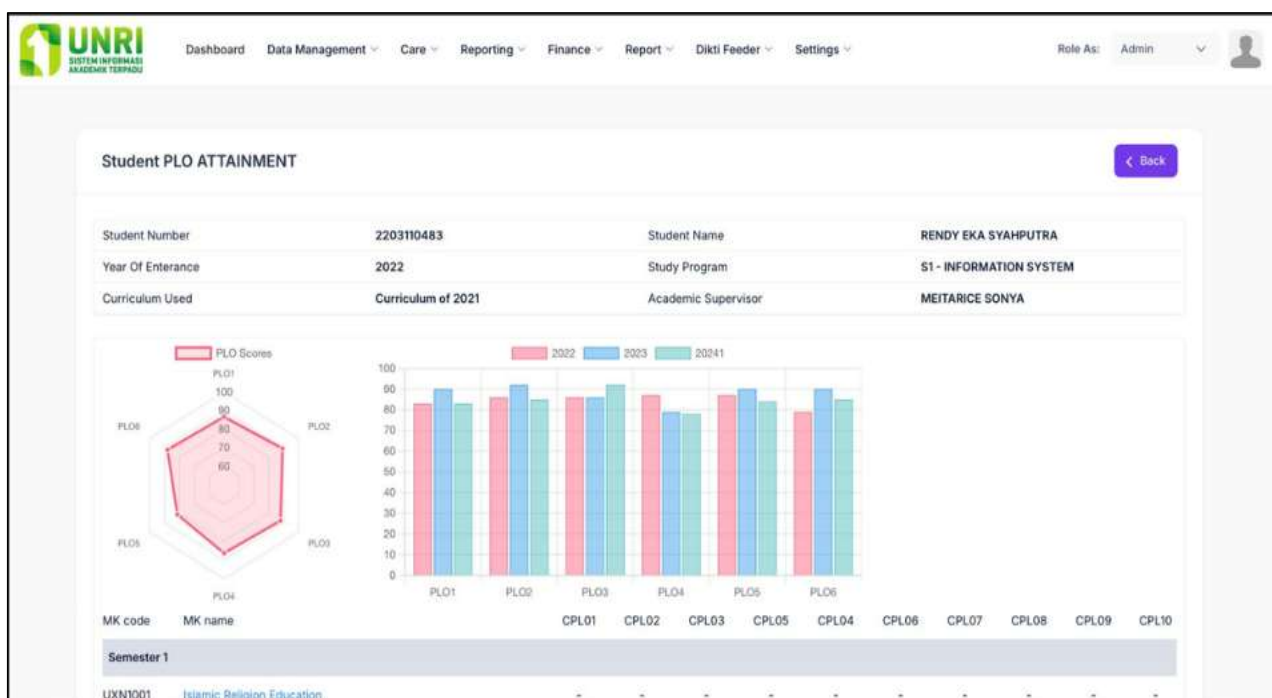 UNRI
SISTEM INFORMASI
AKADEMIK TERPADU
Dashboard Data Management Care Reporting Finance Report Dikti Feeder Settings Role As: Admin
Student PLO ATTAINMENT
Back
Student Number 2203110483 Student Name RENDY EKA SYAHPUTRA
Year Of Enterance 2022 Study Program S1 - INFORMATION SYSTEM
Curriculum Used Curriculum of 2021 Academic Supervisor MEITARICE SONYA
PLO Scores
PLO1
100
90
80
70
60
PLO6 PLO2
PLO5 PLO3
PLO4
2022 2023 20241
100
90
80
70
60
50
40
30
20
10
0
PLO1 PLO2 PLO3 PLO4 PLO5 PLO6
MK code MK name CPL01 CPL02 CPL03 CPL05 CPL04 CPL06 CPL07 CPL08 CPL09 CPL10
Semester 1
UXN1001 Islamic Religion Education - - - - - - - - - -